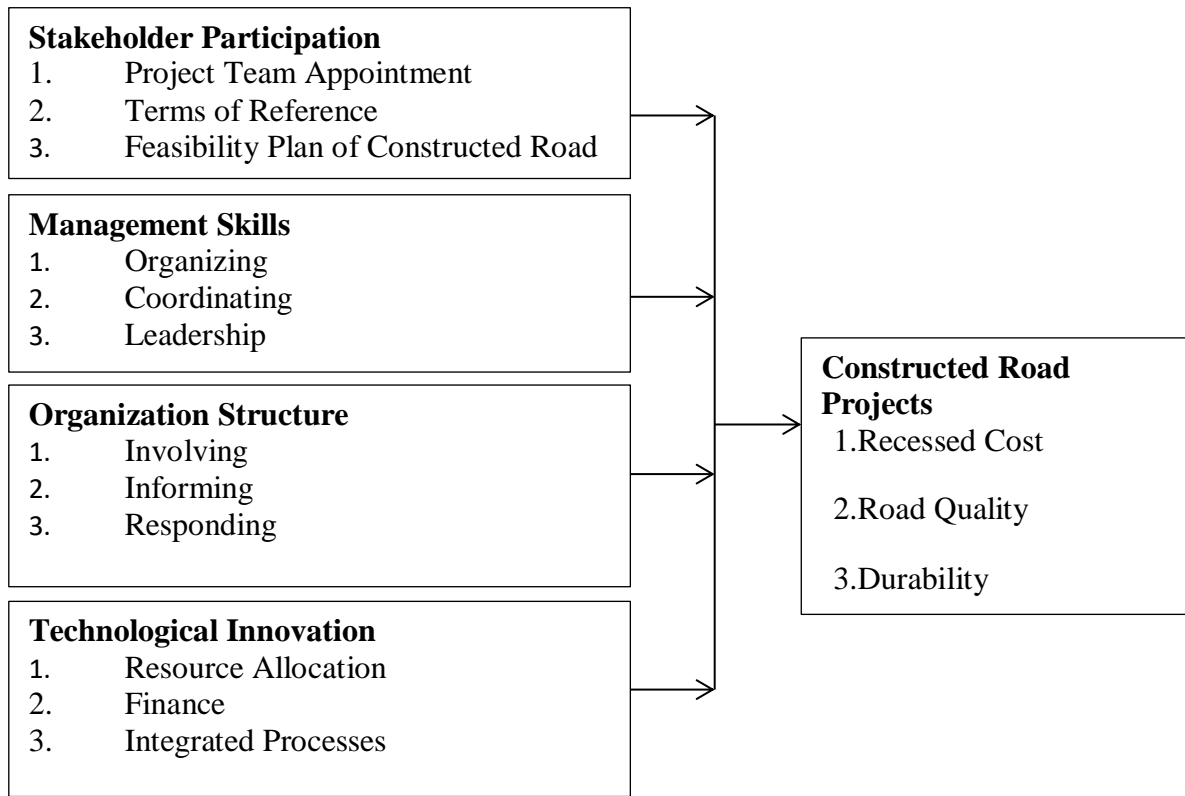 Stakeholder Participation
1. Project Team Appointment
2. Terms of Reference
3. Feasibility Plan of Constructed Road
Management Skills
1. Organizing
2. Coordinating
3. Leadership
Organization Structure
1. Involving
2. Informing
3. Responding
Technological Innovation
1. Resource Allocation
2. Finance
3. Integrated Processes
Constructed Road
Projects
1.Recessed Cost
2.Road Quality
3.Durability